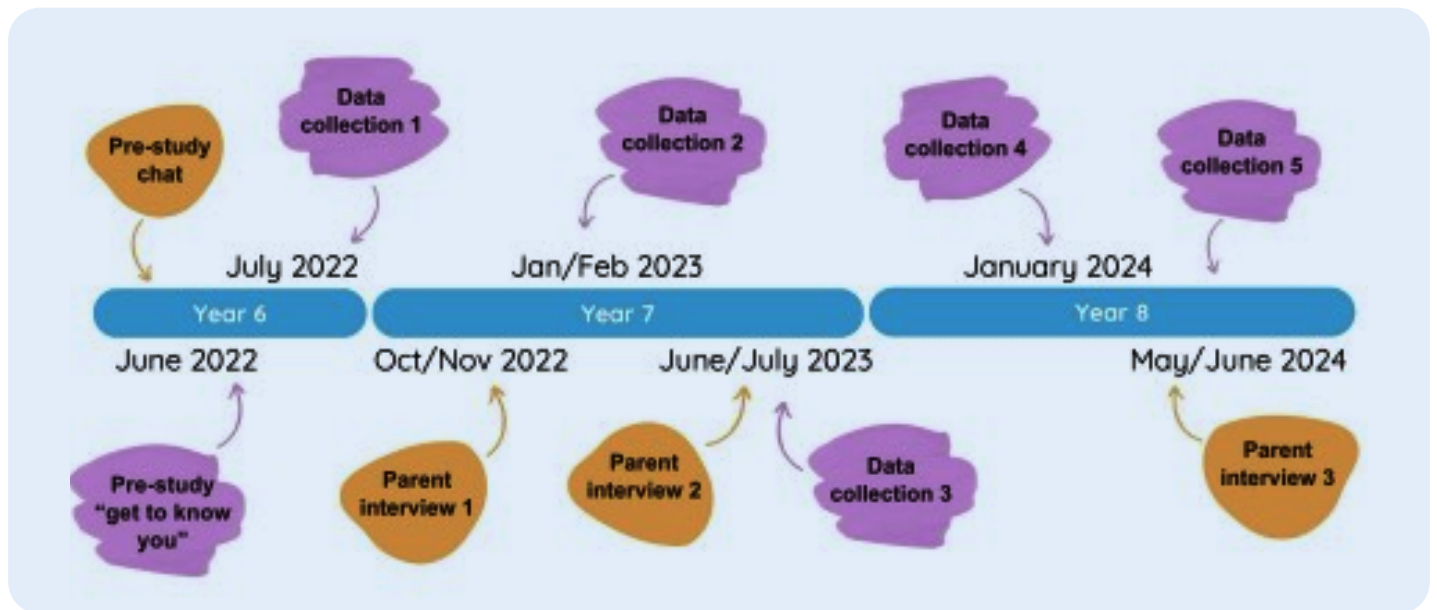 Data
collection 1
Data
collection 2
Data
collection 4
Data
collection 5
Pre-study
chat
July 2022
Jan/Feb 2023
January 2024
Year 6
Year 7
Year 8
June 2022
Oct/Nov 2022
June/July 2023
May/June 2024
Pre-study
“get to know
you”
Parent
interview 1
Parent
interview 2
Data
collection 3
Parent
interview 3